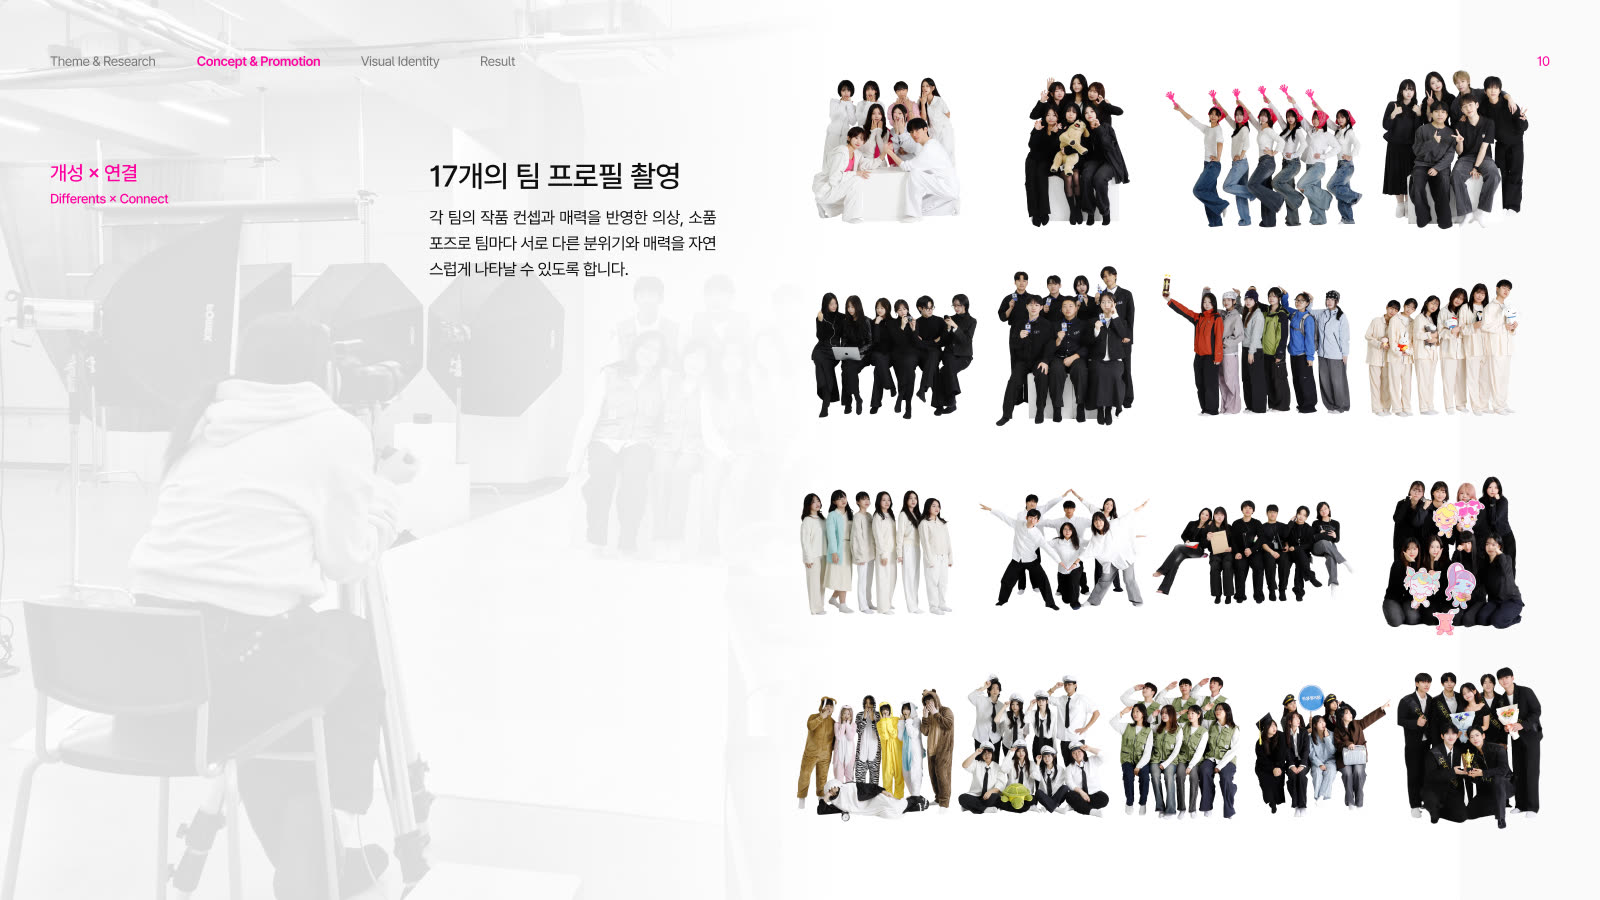 Theme & Research
Concept & Promotion
Visual Identity
Result
10
개성 × 연결
Differents × Connect
17개의 팀 프로필 촬영
각 팀의 작품 컨셉과 매력을 반영한 의상, 소품
포즈로 팀마다 서로 다른 분위기와 매력을 자연
스럽게 나타날 수 있도록 합니다.